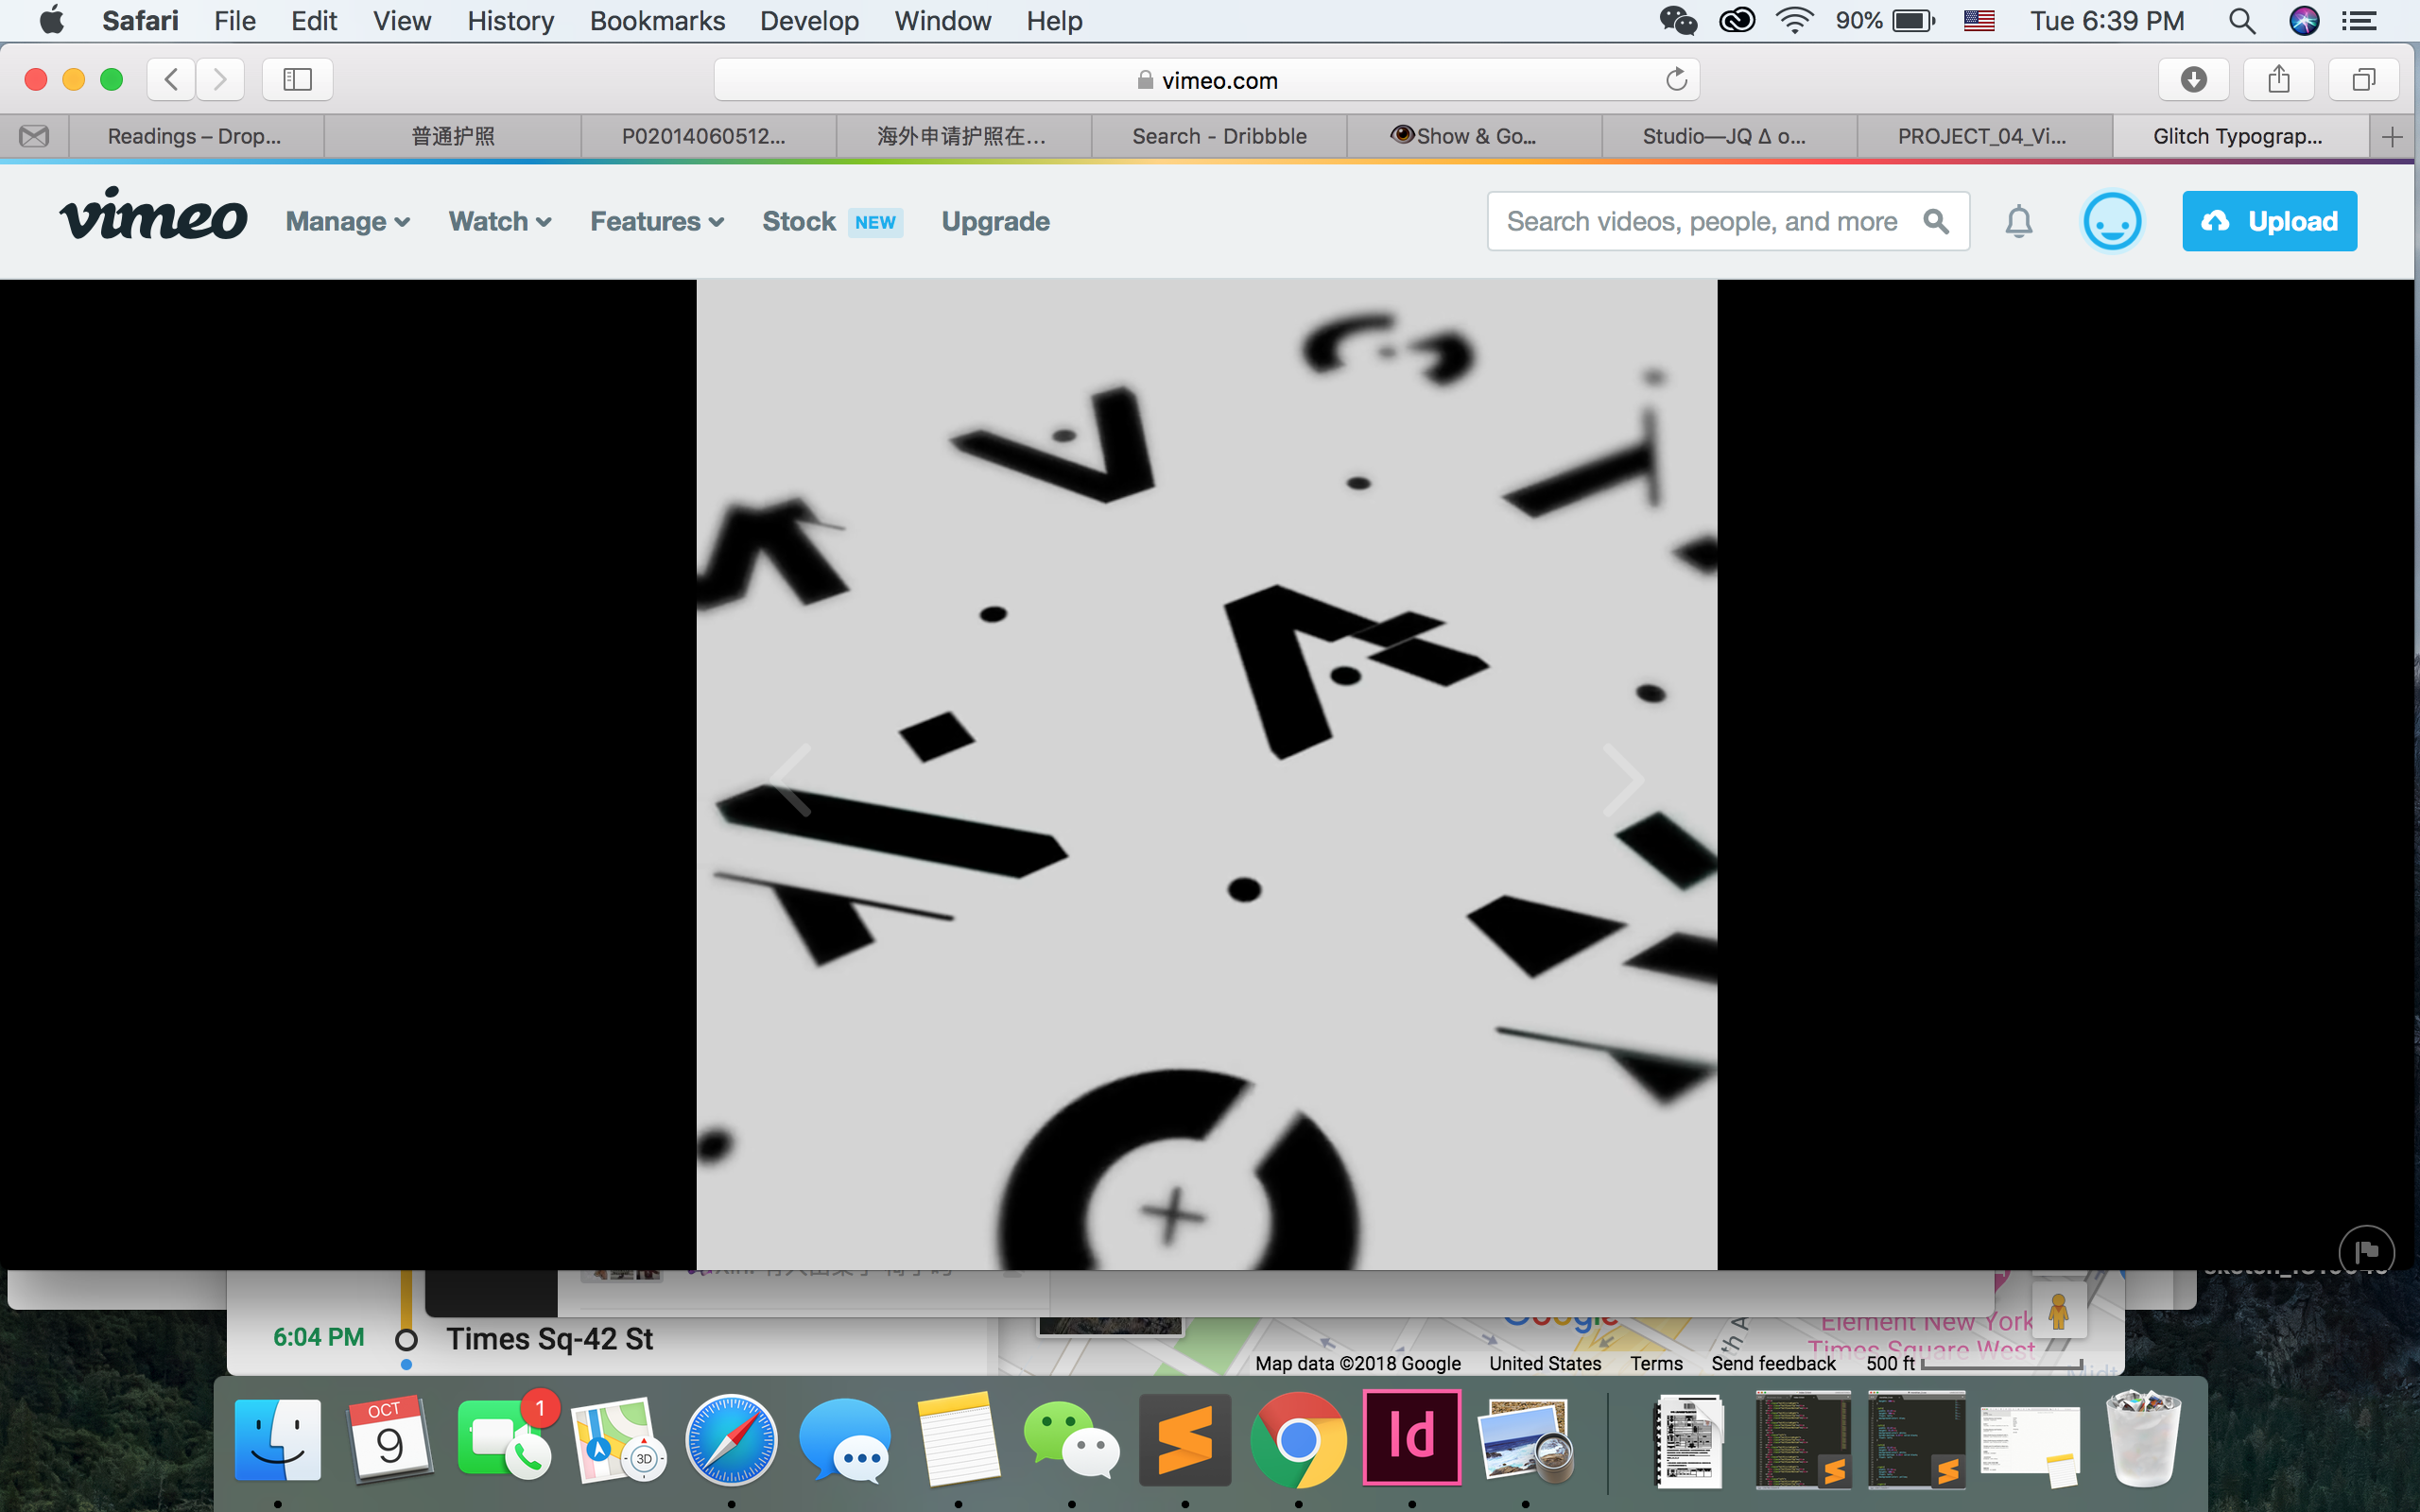 Safari File Edit View History Bookmarks Develop Window Help 90% Tue 6:39 PM
vimeo.com
Readings – Drop... 普通护照 P02014060512... 海外申请护照在... Search - Dribbble Show & Go... Studio—JQ ∆ o... PROJECT_04_Vi... Glitch Typograp...
vimeo Manage Watch Features Stock NEW Upgrade Search videos, people, and more Upload
Google
Element New York
6:04 PM Times Sq-42 St
Times Square West
Map data ©2018 Google United States Terms Send feedback 500 ft
OCT
9
1
3D
Id